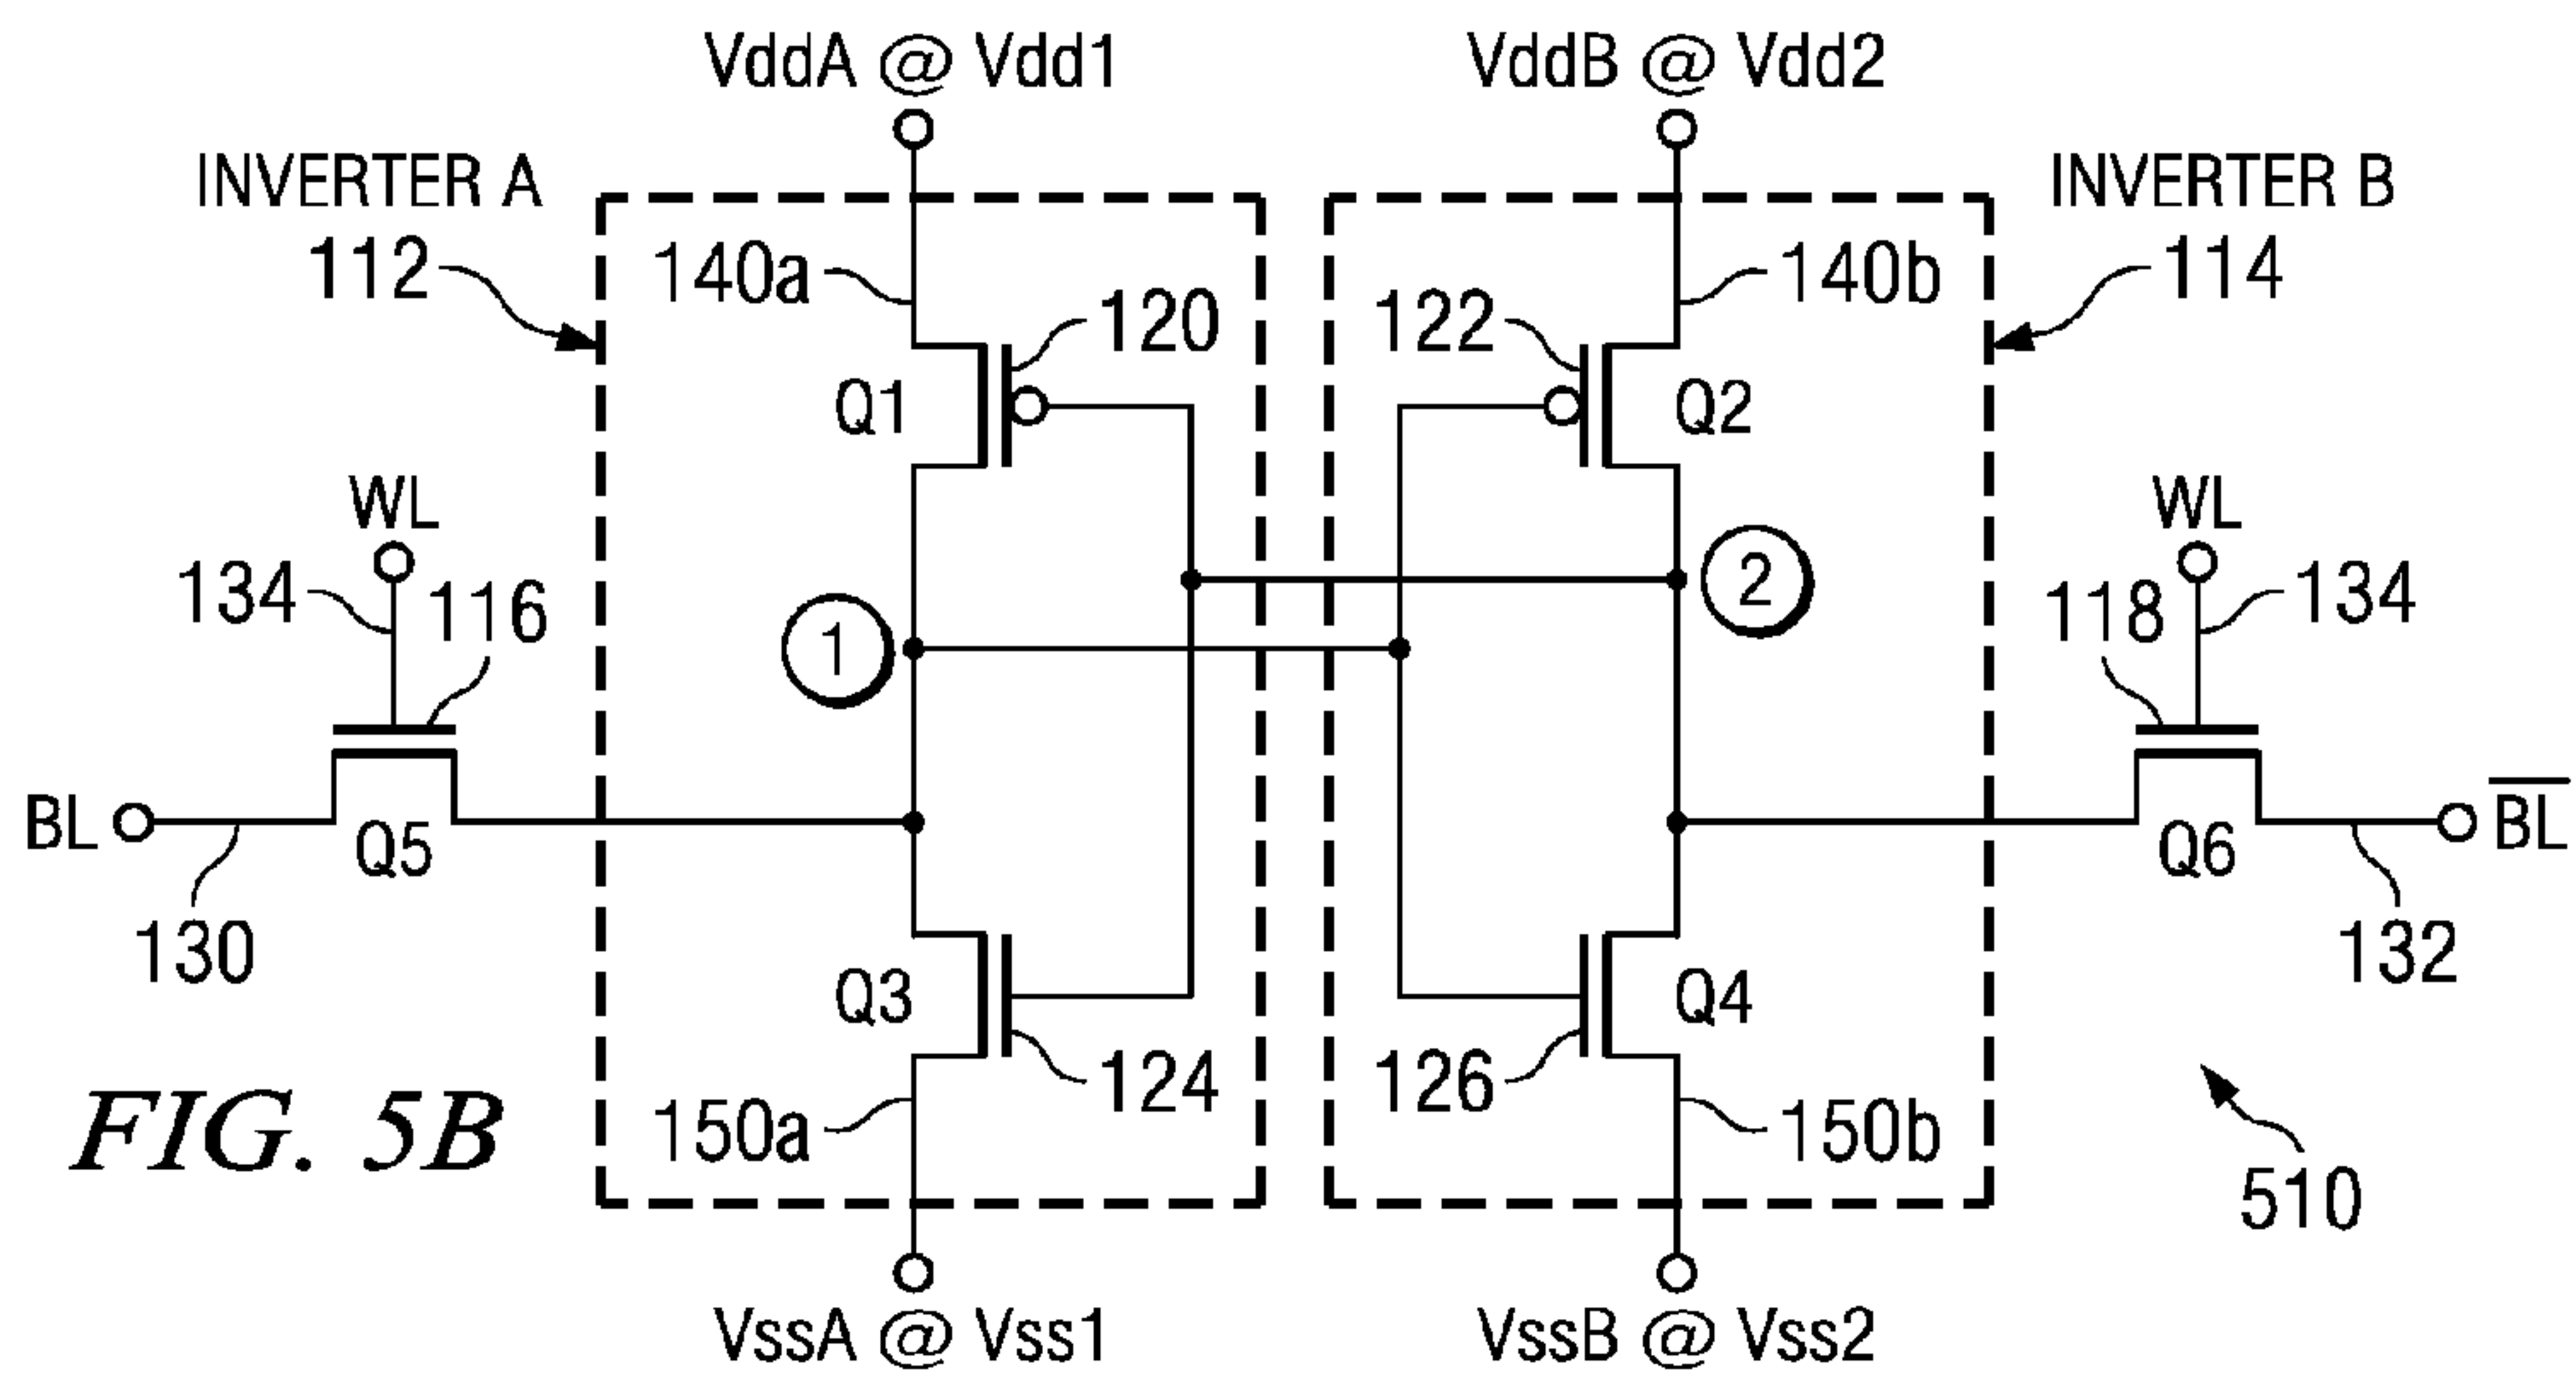 VddA @ Vdd1
VddB @ Vdd2
INVERTER A
112
INVERTER B
114
140a
140b
120
122
Q1
Q2
WL
134
116
WL
134
118
1
2
BL
Q5
130
Q6
BL
132
Q3
Q4
124
126
150a
150b
FIG. 5B
510
VssA @ Vss1
VssB @ Vss2